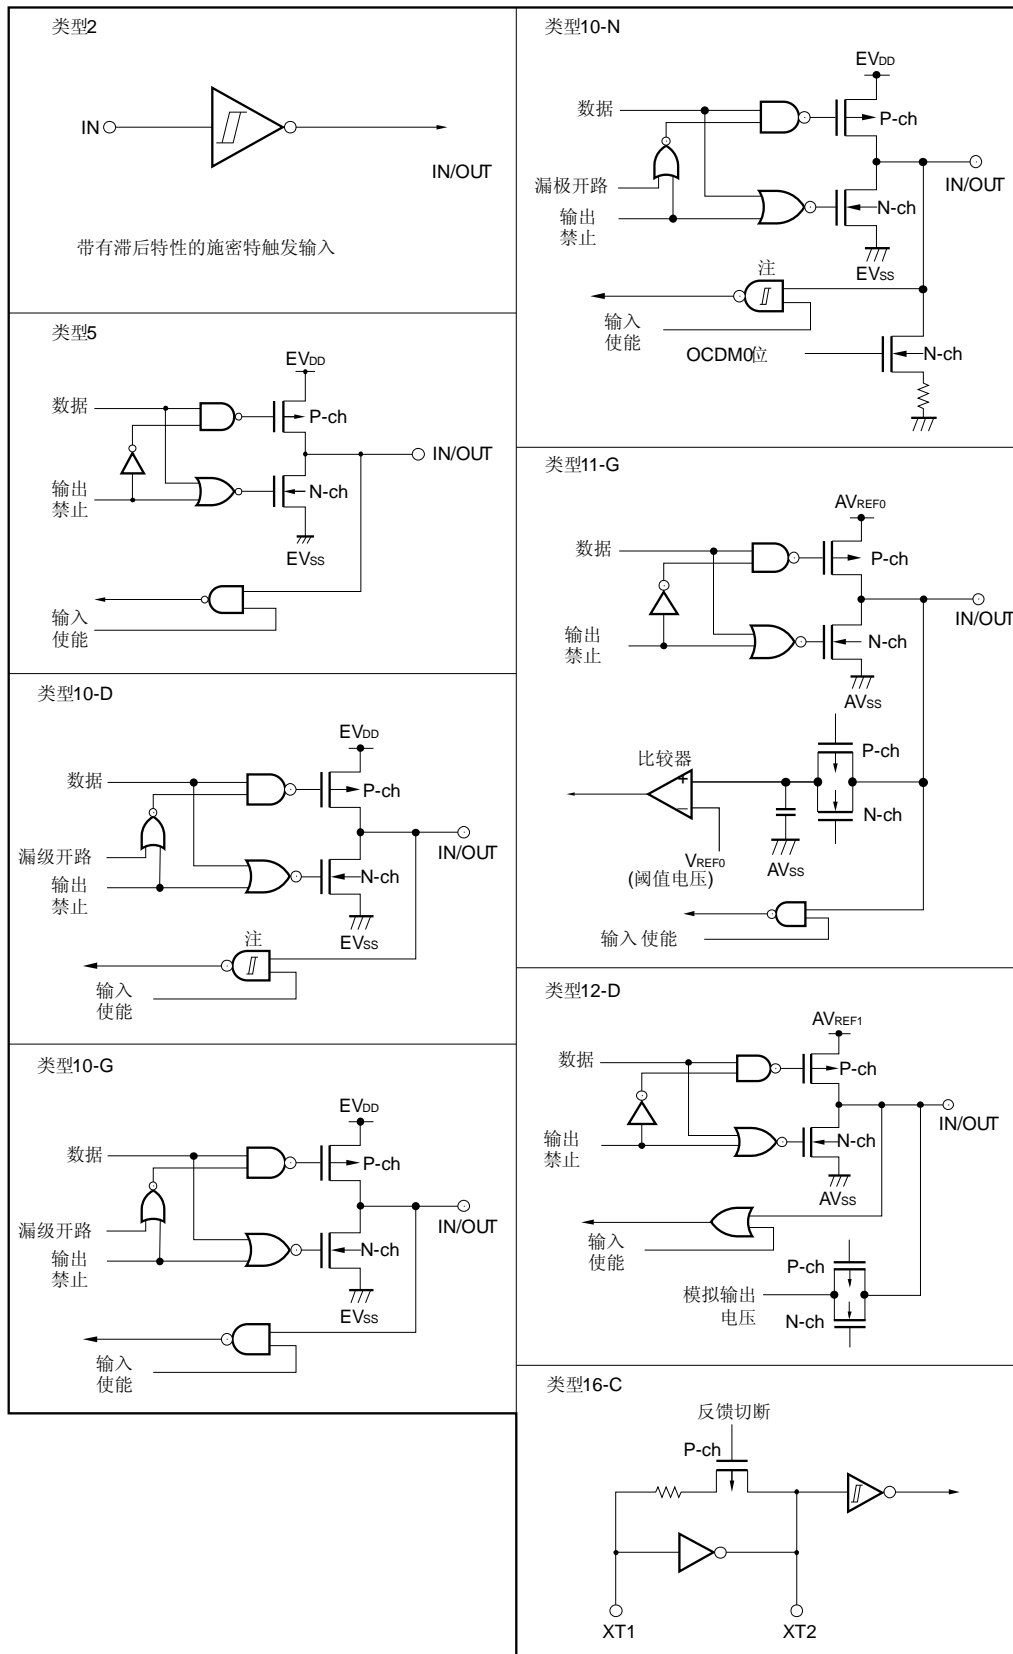 类型2
IN
IN/OUT
带有滞后特性的施密特触发输入
类型5
EVDD
数据
P-ch
IN/OUT
输出
禁止
N-ch
EVSS
输入
使能
类型10-D
EVDD
数据
P-ch
IN/OUT
漏级开路
输出
禁止
N-ch
EVSS
注
输入
使能
类型10-G
EVDD
数据
P-ch
IN/OUT
漏级开路
输出
禁止
N-ch
EVSS
输入
使能
类型10-N
EVDD
数据
P-ch
IN/OUT
漏极开路
输出
禁止
N-ch
EVSS
注
输入
使能
OCDM0位
N-ch
类型11-G
AVREF0
数据
P-ch
IN/OUT
输出
禁止
N-ch
AVSS
P-ch
比较器
+
−
N-ch
VREF0
(阈值电压)
AVSS
输入 使能
类型12-D
AVREF1
数据
P-ch
IN/OUT
输出
禁止
N-ch
AVSS
输入
使能
P-ch
模拟输出
电压
N-ch
类型16-C
反馈切断
P-ch
XT1
XT2